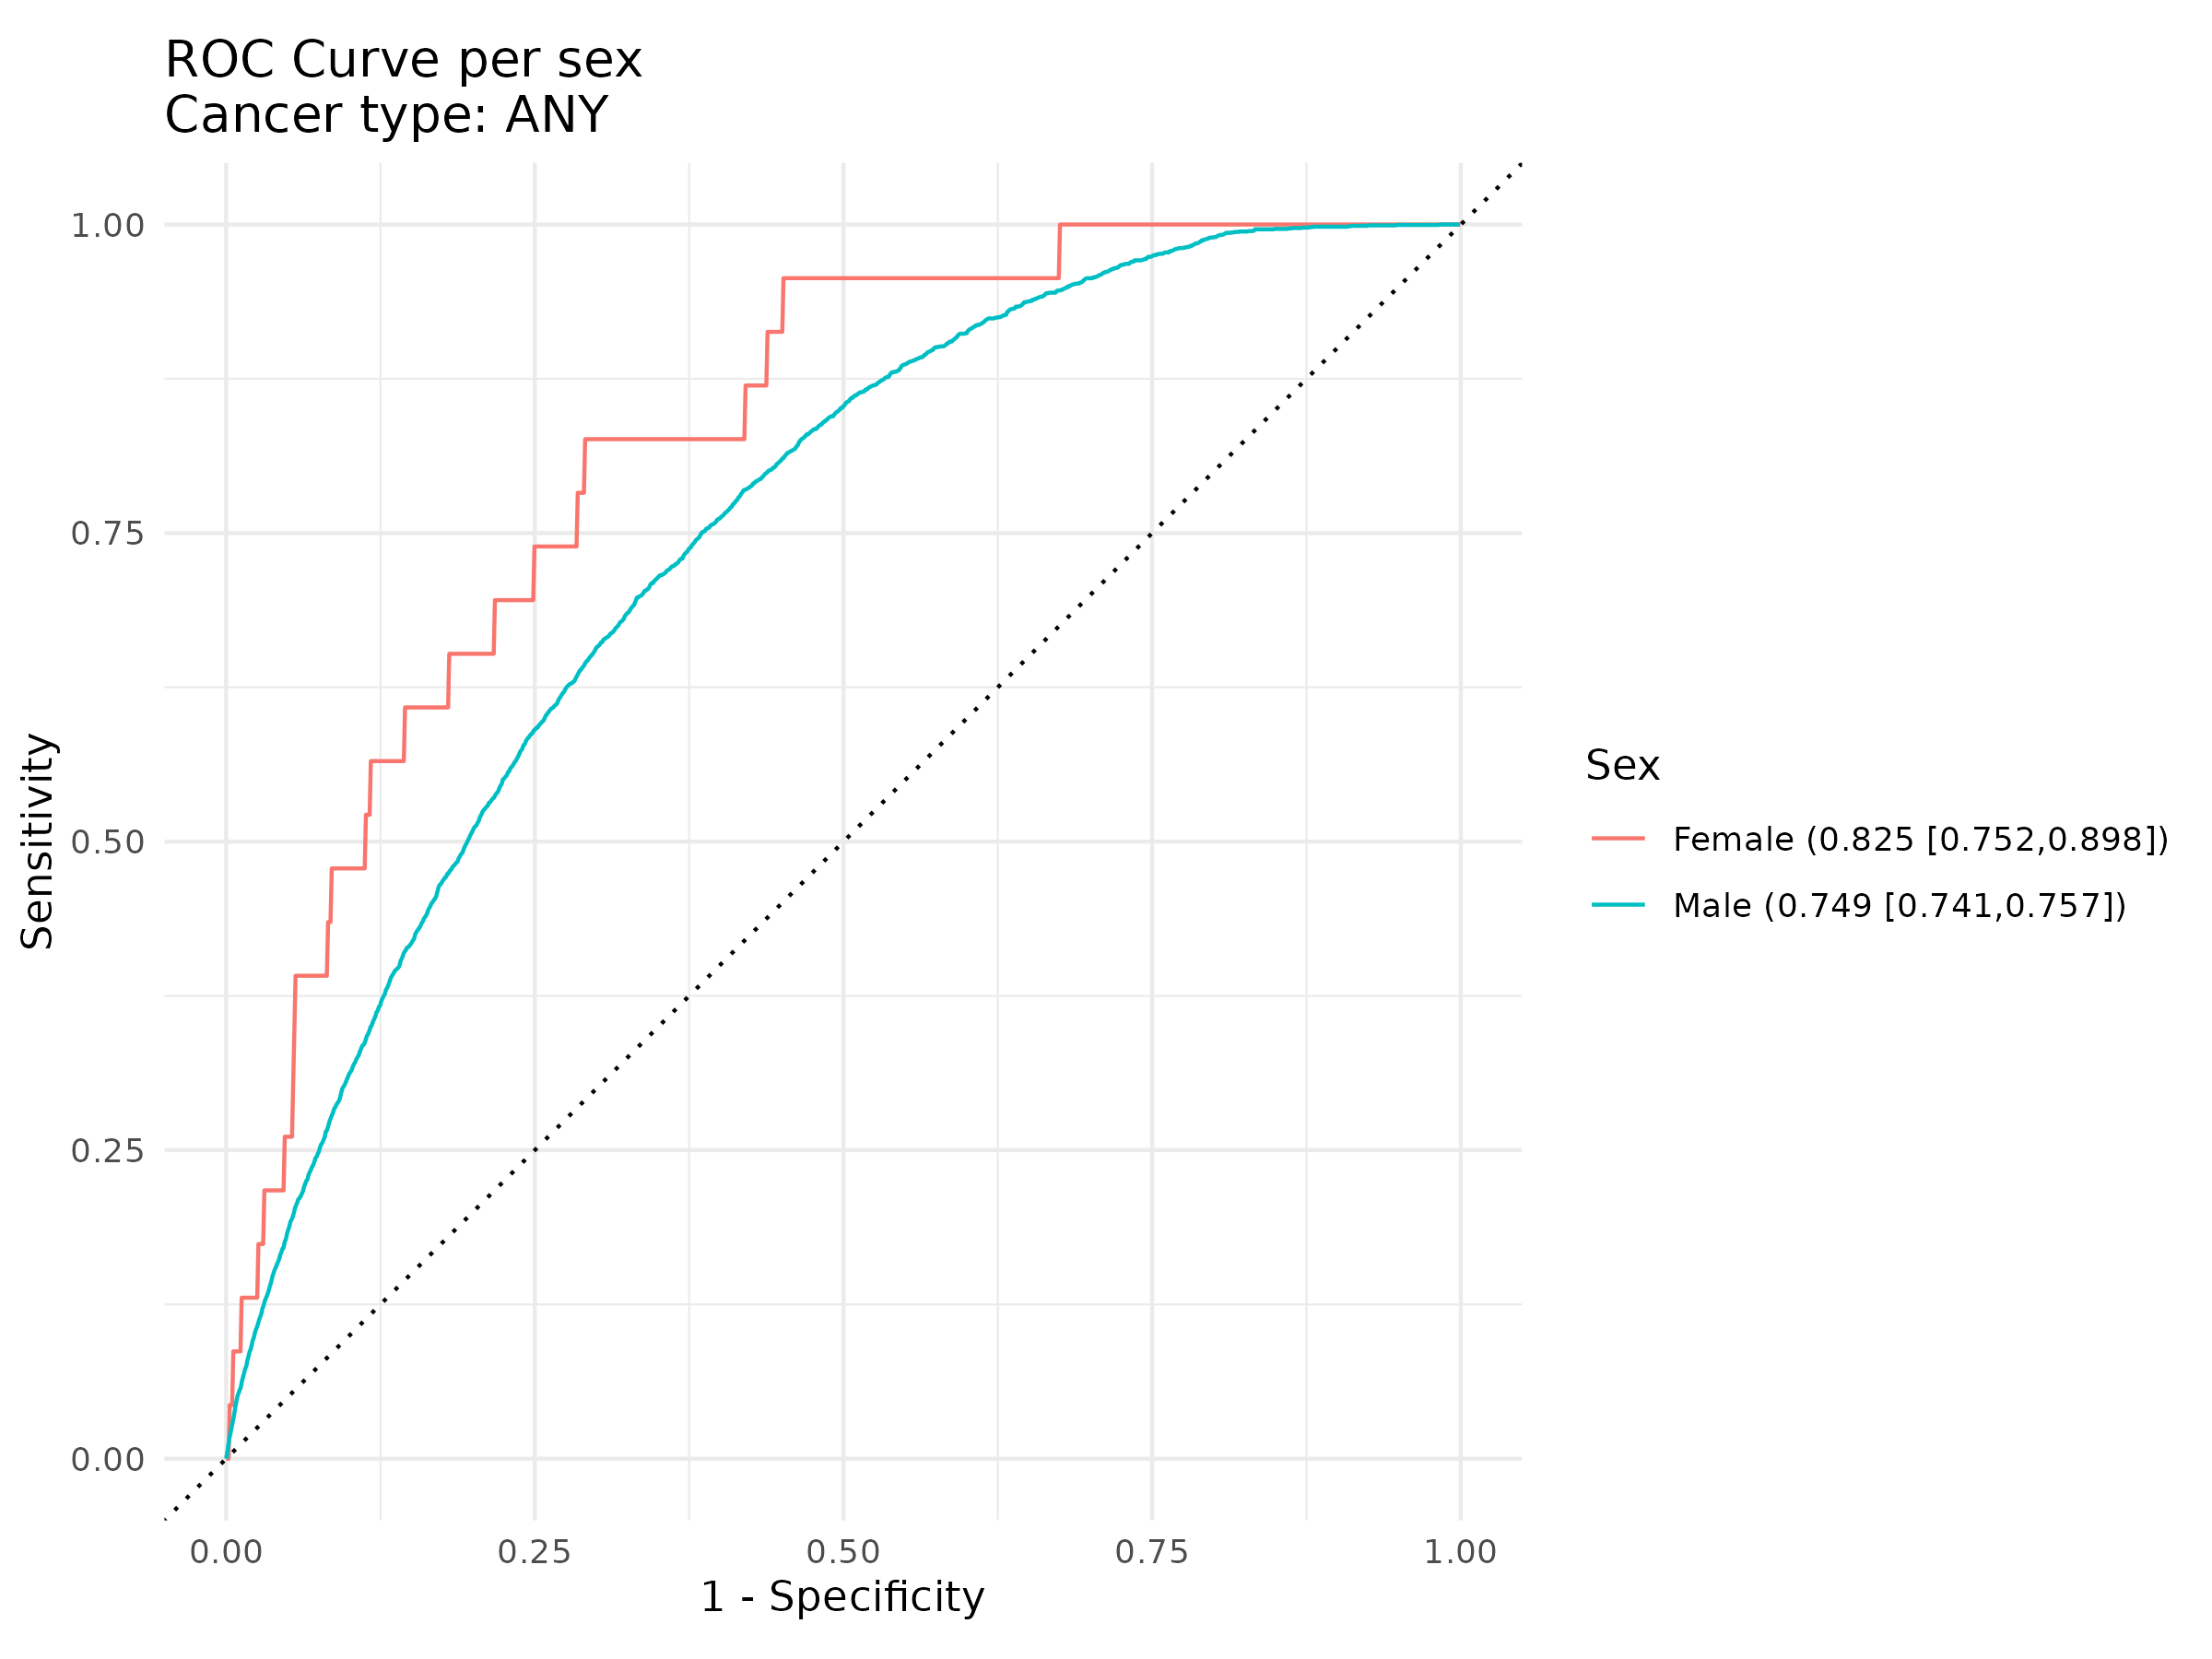 ROC Curve per sex
Cancer type: ANY
1.00
0.75
0.50
0.25
0.00
Sensitivity
0.00 0.25 0.50 0.75 1.00
1 - Specificity
Sex
Female (0.825 [0.752,0.898])
Male (0.749 [0.741,0.757])